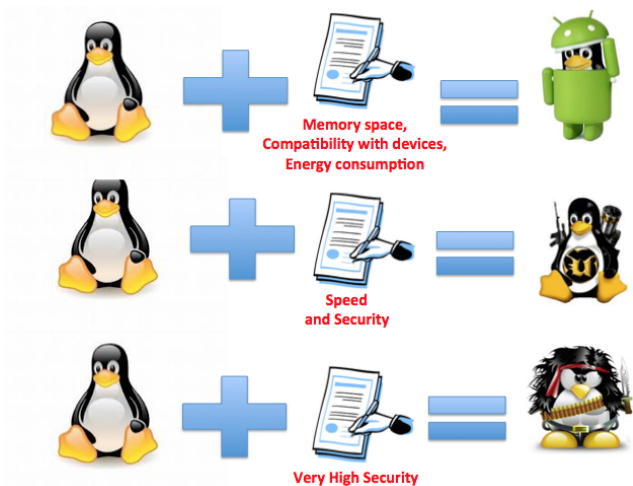 Memory space,
Compatibility with devices,
Energy consumption
Speed
and Security
Very High Security